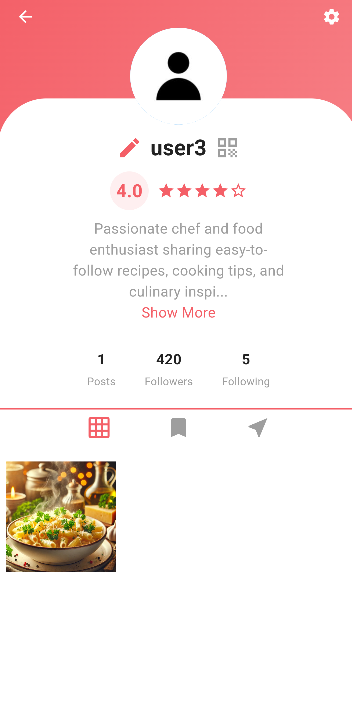 user3
4.0
Passionate chef and food
enthusiast sharing easy-to-
follow recipes, cooking tips, and
culinary inspi...
Show More
1 420 5
Posts Followers Following